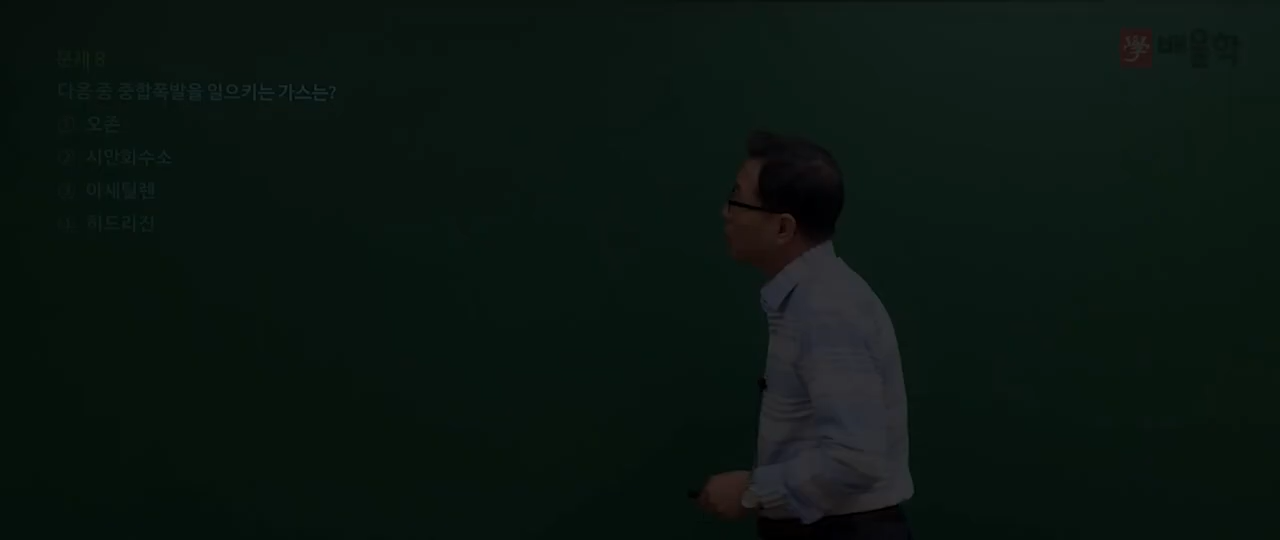 문제 8
다음 중 중합폭발을 일으키는 가스는?
① 오존
② 시안화수소
③ 아세틸렌
④ 히드라진
學 배울학